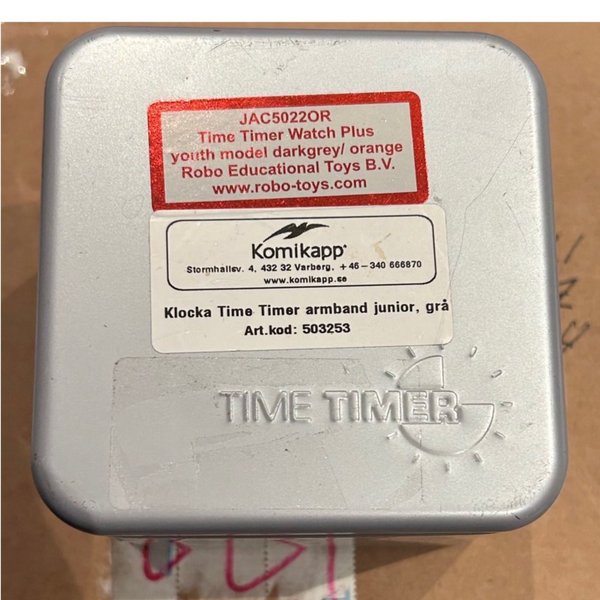 JAC5022OR
Time Timer Watch Plus
youth model darkgrey/ orange
Robo Educational Toys B.V.
www.robo-toys.com
Komikapp
Stormhallsv. 4, 432 32 Varberg, +46-340 666870
www.komikapp.se
Klocka Time Timer armband junior, grå
Art.kod: 503253
TIME TIMER